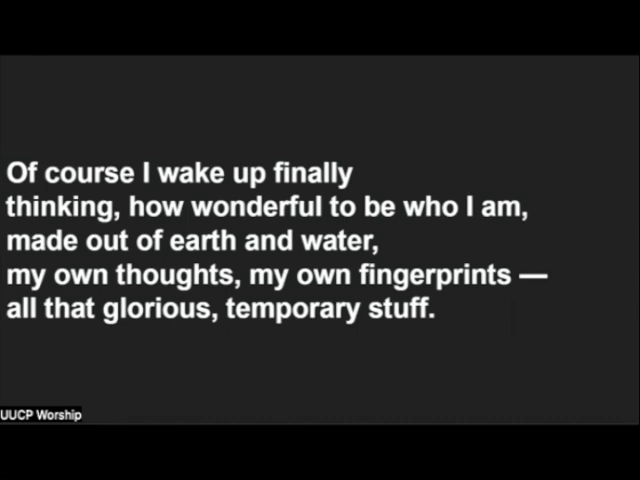 Of course I wake up finally
thinking, how wonderful to be who I am,
made out of earth and water,
my own thoughts, my own fingerprints —
all that glorious, temporary stuff.
UUCP Worship